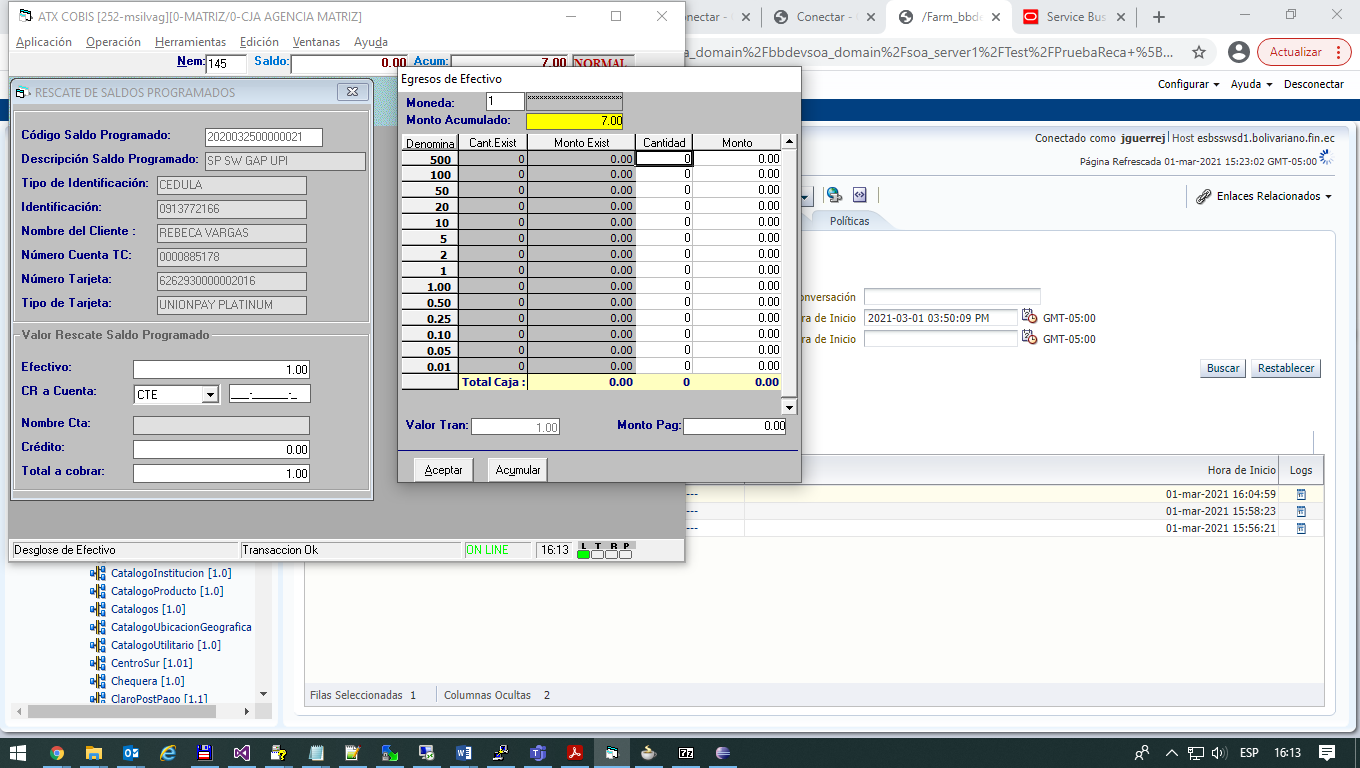 ATX COBIS [252-msilvag][0-MATRIZ/0-CJA AGENCIA MATRIZ]
Aplicación Operación Herramientas Edición Ventanas Ayuda
Nem: 145 Saldo: 0.00 Acum: 7.00 NORMAL
RESCATE DE SALDOS PROGRAMADOS
Código Saldo Programado: 2020032500000021
Descripción Saldo Programado: SP SW GAP UPI
Tipo de Identificación: CEDULA
Identificación: 0913772166
Nombre del Cliente : REBECA VARGAS
Número Cuenta TC: 0000885178
Número Tarjeta: 6262930000002016
Tipo de Tarjeta: UNIONPAY PLATINUM
Valor Rescate Saldo Programado
Efectivo: 1.00
CR a Cuenta: CTE ___-______-_
Nombre Cta:
Crédito: 0.00
Total a cobrar: 1.00
Desglose de Efectivo Transaccion Ok ON LINE 16:13 L T R P
Egresos de Efectivo
Moneda: 1
Monto Acumulado: 7.00
Denomina Cant.Exist Monto Exist Cantidad Monto
500 0 0.00 0 0.00
100 0 0.00 0 0.00
50 0 0.00 0 0.00
20 0 0.00 0 0.00
10 0 0.00 0 0.00
5 0 0.00 0 0.00
2 0 0.00 0 0.00
1 0 0.00 0 0.00
1.00 0 0.00 0 0.00
0.50 0 0.00 0 0.00
0.25 0 0.00 0 0.00
0.10 0 0.00 0 0.00
0.05 0 0.00 0 0.00
0.01 0 0.00 0 0.00
Total Caja : 0.00 0 0.00
Valor Tran: 1.00 Monto Pag: 0.00
Aceptar Acumular
nectar - Conectar - /Farm_bbde Service Bus
a_domain%2Fbbdevsoa_domain%2Fsoa_server1%2FTest%2FPruebaReca+%5B... Actualizar
Configurar Ayuda Desconectar
Conectado como jguerrej Host esbsswsd1.bolivariano.fin.ec
Página Refrescada 01-mar-2021 15:23:02 GMT-05:00
Enlaces Relacionados
Políticas
onversación
ra de Inicio 2021-03-01 03:50:09 PM GMT-05:00
ra de Inicio GMT-05:00
Buscar Restablecer
Hora de Inicio Logs
--- 01-mar-2021 16:04:59
--- 01-mar-2021 15:58:23
--- 01-mar-2021 15:56:21
CatalogoInstitucion [1.0]
CatalogoProducto [1.0]
Catalogos [1.0]
CatalogoUbicacionGeografica
CatalogoUtilitario [1.0]
CentroSur [1.01]
Chequera [1.0]
ClaroPostPago [1.1]
Filas Seleccionadas 1 Columnas Ocultas 2
ESP 16:13